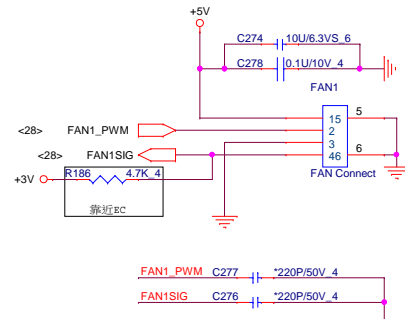 +5V
C274 10U/6.3VS_6
C278 0.1U/10V_4
FAN1
15 5
<28> FAN1_PWM 2
3
<28> FAN1SIG 46 6
FAN Connect
+3V R186 4.7K_4
靠近EC
FAN1_PWM C277 *220P/50V_4
FAN1SIG C276 *220P/50V_4